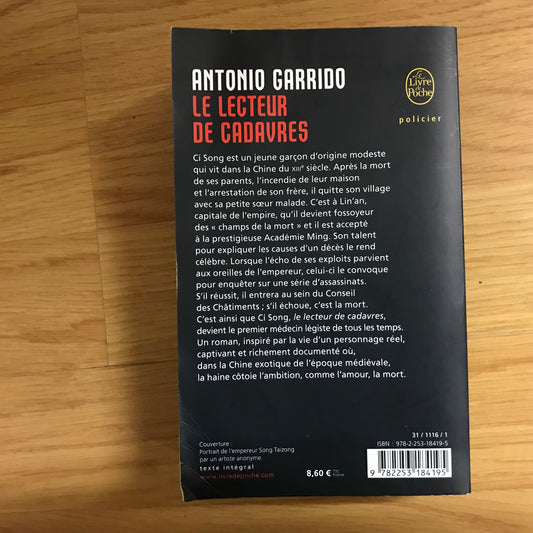 ANTONIO GARRIDO
LE LECTEUR
DE CADAVRES
Le
Livre
de
Poche
policier
Ci Song est un jeune garçon d'origine modeste
qui vit dans la Chine du XIIIe siècle. Après la mort
de ses parents, l'incendie de leur maison
et l'arrestation de son frère, il quitte son village
avec sa petite sœur malade. C'est à Lin'an,
capitale de l'empire, qu'il devient fossoyeur
des « champs de la mort » et il est accepté
à la prestigieuse Académie Ming. Son talent
pour expliquer les causes d'un décès le rend
célèbre. Lorsque l'écho de ses exploits parvient
aux oreilles de l'empereur, celui-ci le convoque
pour enquêter sur une série d'assassinats.
S'il réussit, il entrera au sein du Conseil
des Châtiments ; s'il échoue, c'est la mort.
C'est ainsi que Ci Song, le lecteur de cadavres,
devient le premier médecin légiste de tous les temps.
Un roman, inspiré par la vie d'un personnage réel,
captivant et richement documenté où,
dans la Chine exotique de l'époque médiévale,
la haine côtoie l'ambition, comme l'amour, la mort.
Couverture :
Portrait de l'empereur Song Taizong
par un artiste anonyme.
texte intégral
www.livredepoche.com
8,60 € TTC
France
31 / 1116 / 1
ISBN : 978-2-253-18419-5
9 782253 184195